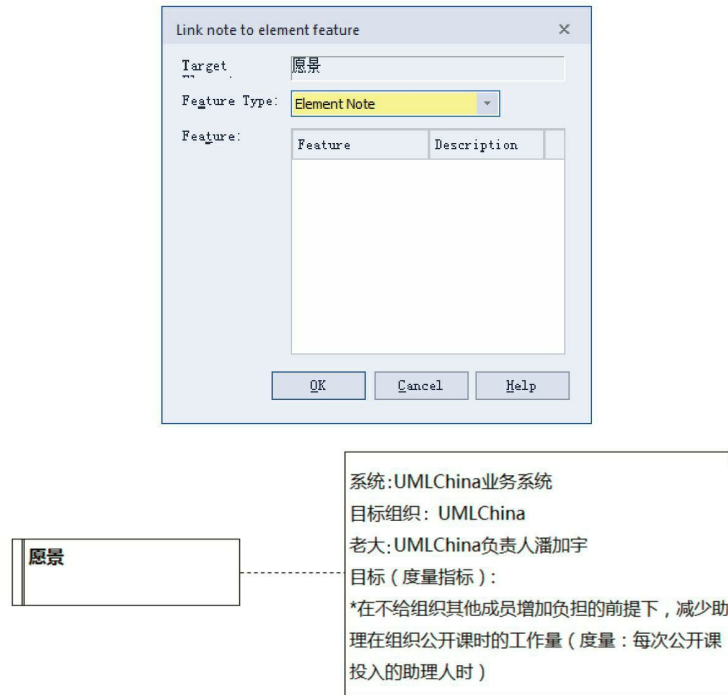 Link note to element feature
Target
愿景
Feature Type:
Element Note
Feature:
Feature
Description
OK
Cancel
Help
愿景
系统:UMLChina业务系统
目标组织：UMLChina
老大:UMLChina负责人潘加宇
目标（度量指标）:
*在不给组织其他成员增加负担的前提下，减少助
理在组织公开课时的工作量（度量：每次公开课
投入的助理人时）